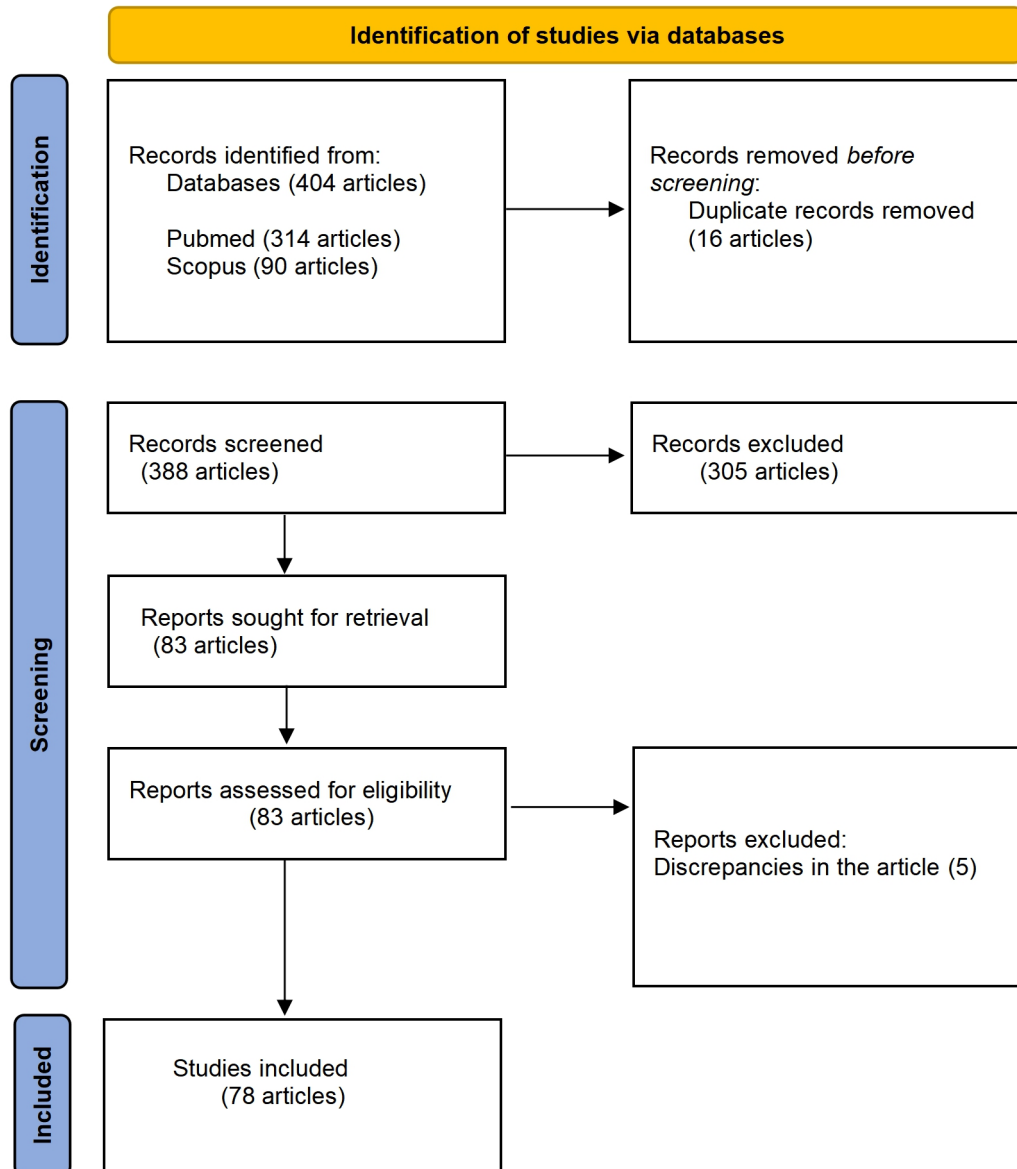 Identification of studies via databases
Identification
Records identified from:
Databases (404 articles)
Pubmed (314 articles)
Scopus (90 articles)
Records removed before
screening:
Duplicate records removed
(16 articles)
Screening
Records screened
(388 articles)
Records excluded
(305 articles)
Reports sought for retrieval
(83 articles)
Reports assessed for eligibility
(83 articles)
Reports excluded:
Discrepancies in the article (5)
Included
Studies included
(78 articles)